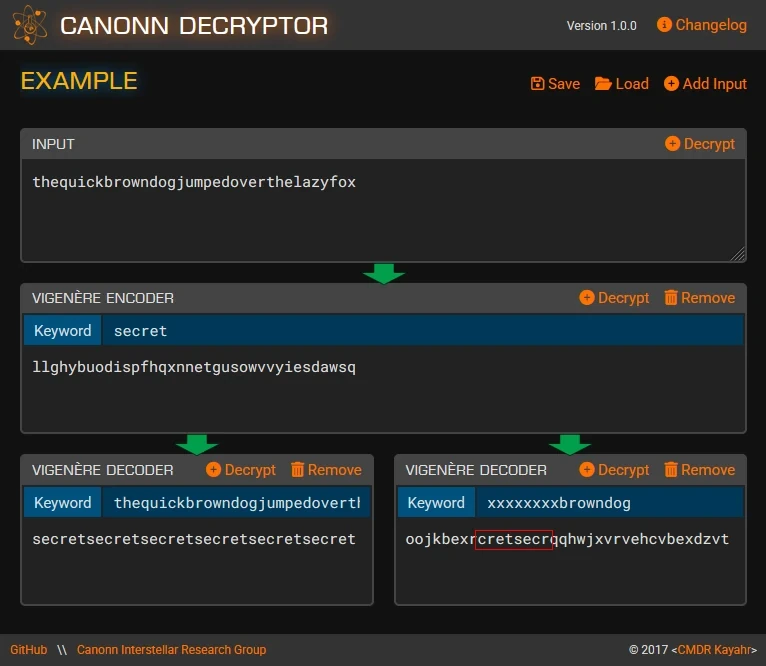 CANONN DECRYPTOR
Version 1.0.0
Changelog
EXAMPLE
Save
Load
Add Input
INPUT
Decrypt
thequickbrowndogjumpedoverthelazyfox
VIGENÈRE ENCODER
Decrypt
Remove
Keyword
secret
llghybuodispfhqxnnetgusowvvyiesdawsq
VIGENÈRE DECODER
Decrypt
Remove
Keyword
thequickbrowndogjumpedoverth
secretsecretsecretsecretsecretsecret
VIGENÈRE DECODER
Decrypt
Remove
Keyword
xxxxxxxxbrowndog
oojkbexrcretsecrqqhwjxvrvehcvbexdzvt
GitHub \\ Canonn Interstellar Research Group
© 2017 <CMDR Kayahr>